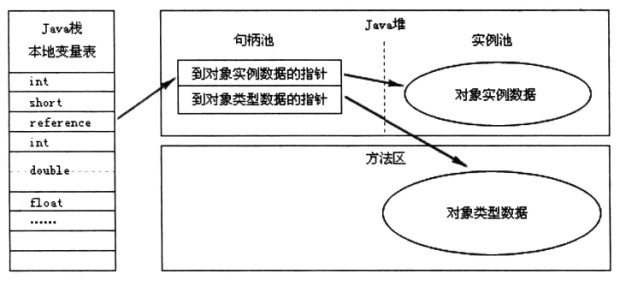 Java栈
本地变量表
int
short
reference
int
double
float
……
Java堆
句柄池
实例池
到对象实例数据的指针
到对象类型数据的指针
对象实例数据
方法区
对象类型数据